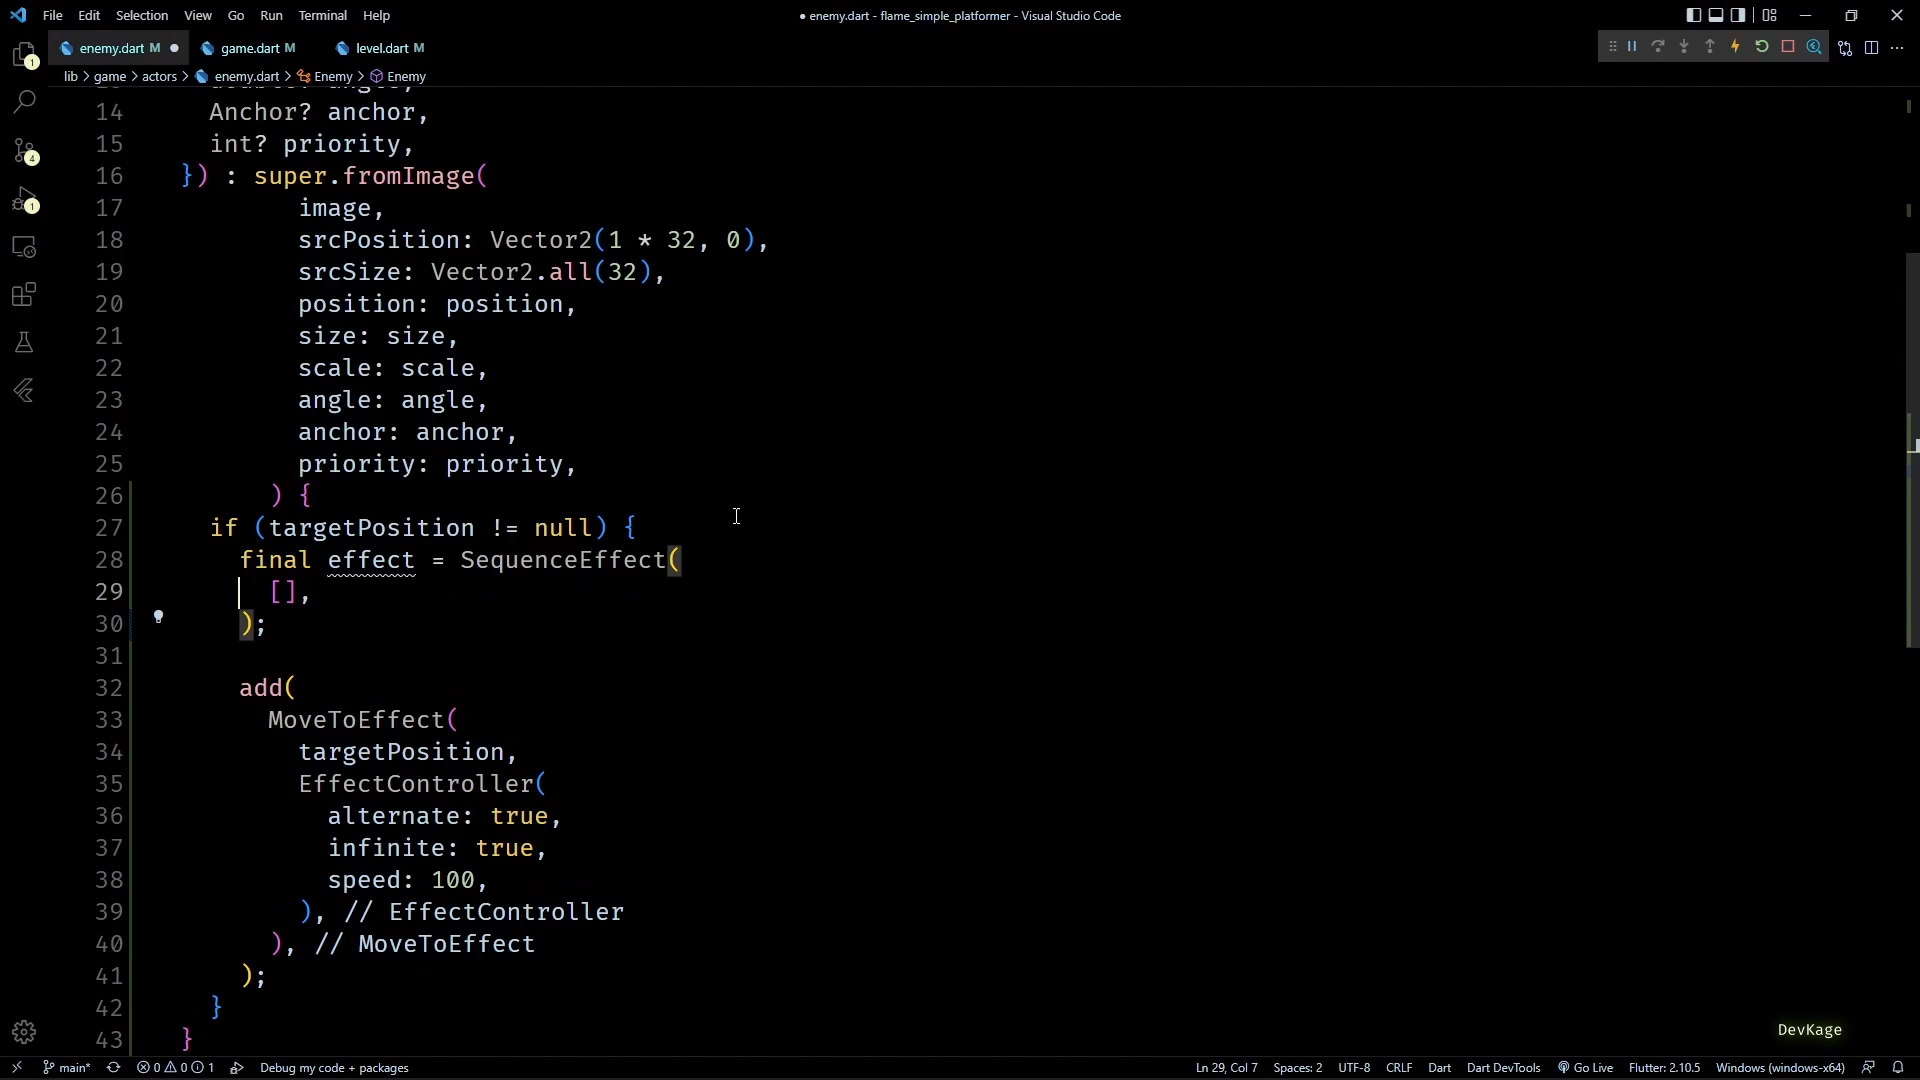 File Edit Selection View Go Run Terminal Help
● enemy.dart - flame_simple_platformer - Visual Studio Code
enemy.dart M ● game.dart M level.dart M
lib > game > actors > enemy.dart > Enemy > Enemy
14 Anchor? anchor,
15 int? priority,
16 }) : super.fromImage(
17 image,
18 srcPosition: Vector2(1 * 32, 0),
19 srcSize: Vector2.all(32),
20 position: position,
21 size: size,
22 scale: scale,
23 angle: angle,
24 anchor: anchor,
25 priority: priority,
26 ) {
27 if (targetPosition != null) {
28 final effect = SequenceEffect(
29 [],
30 );
31
32 add(
33 MoveToEffect(
34 targetPosition,
35 EffectController(
36 alternate: true,
37 infinite: true,
38 speed: 100,
39 ), // EffectController
40 ), // MoveToEffect
41 );
42 }
43 }
1
4
1
DevKage
main* 0 0 1 Debug my code + packages Ln 29, Col 7 Spaces: 2 UTF-8 CRLF Dart Dart DevTools Go Live Flutter: 2.10.5 Windows (windows-x64)